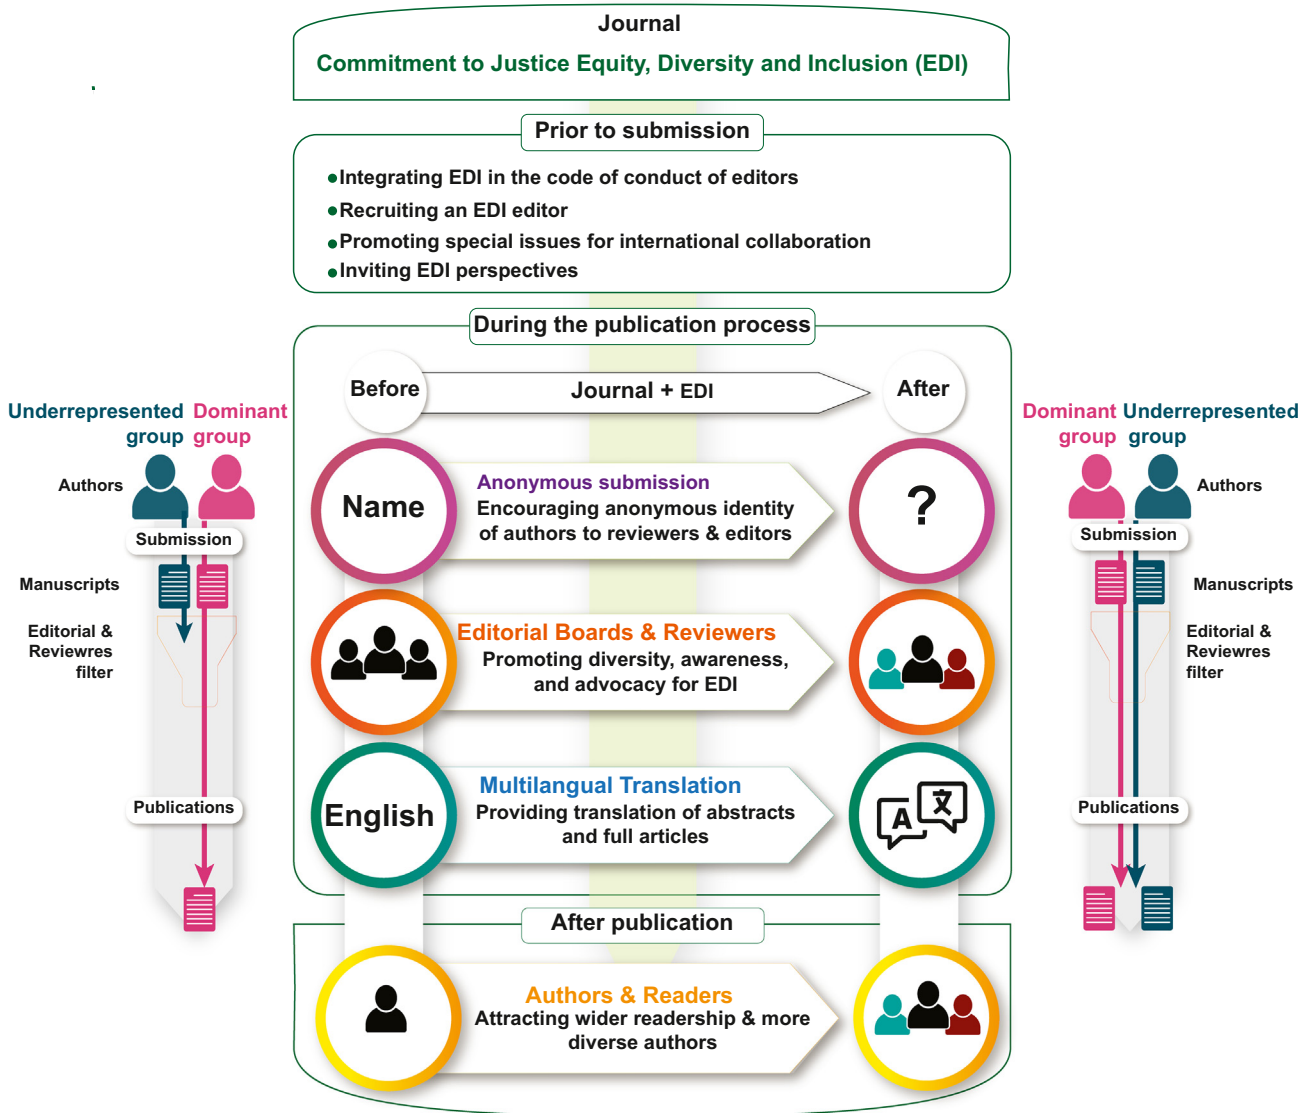 Journal
Commitment to Justice Equity, Diversity and Inclusion (EDI)
Prior to submission
Integrating EDI in the code of conduct of editors
Recruiting an EDI editor
Promoting special issues for international collaboration
Inviting EDI perspectives
During the publication process
Before
Journal + EDI
After
Underrepresented group
Dominant group
Authors
Submission
Manuscripts
Editorial &
Reviewres
filter
Publications
Name
Anonymous submission
Encouraging anonymous identity
of authors to reviewers & editors
?
Editorial Boards & Reviewers
Promoting diversity, awareness,
and advocacy for EDI
English
Multilangual Translation
Providing translation of abstracts
and full articles
A 文
Dominant group
Underrepresented group
Authors
Submission
Manuscripts
Editorial &
Reviewres
filter
Publications
After publication
Authors & Readers
Attracting wider readership & more
diverse authors